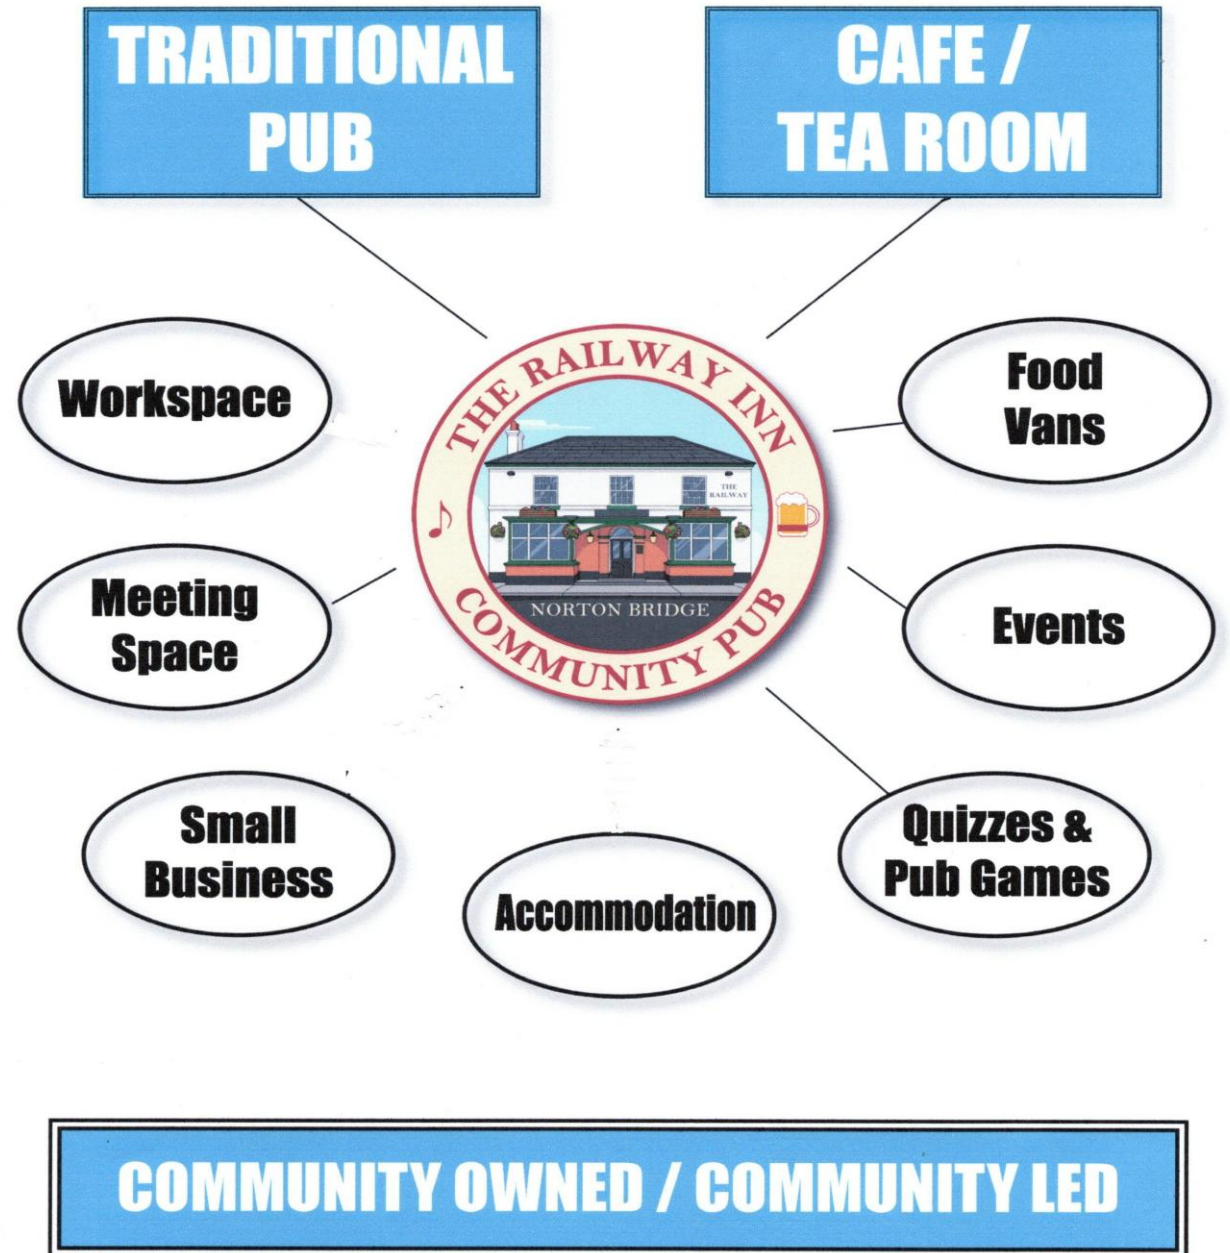 TRADITIONAL
PUB
CAFE /
TEA ROOM
THE RAILWAY INN
THE
RAILWAY
NORTON BRIDGE
COMMUNITY PUB
Workspace
Food
Vans
Meeting
Space
Events
Small
Business
Accommodation
Quizzes &
Pub Games
COMMUNITY OWNED / COMMUNITY LED